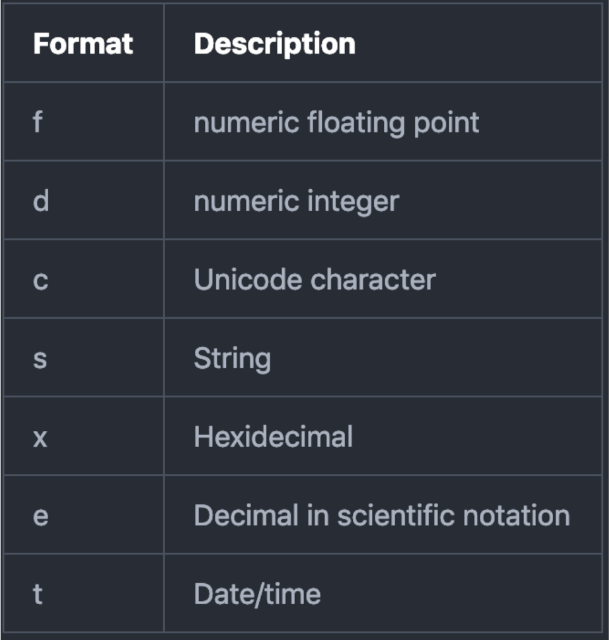 Format Description
f numeric floating point
d numeric integer
c Unicode character
s String
x Hexidecimal
e Decimal in scientific notation
t Date/time